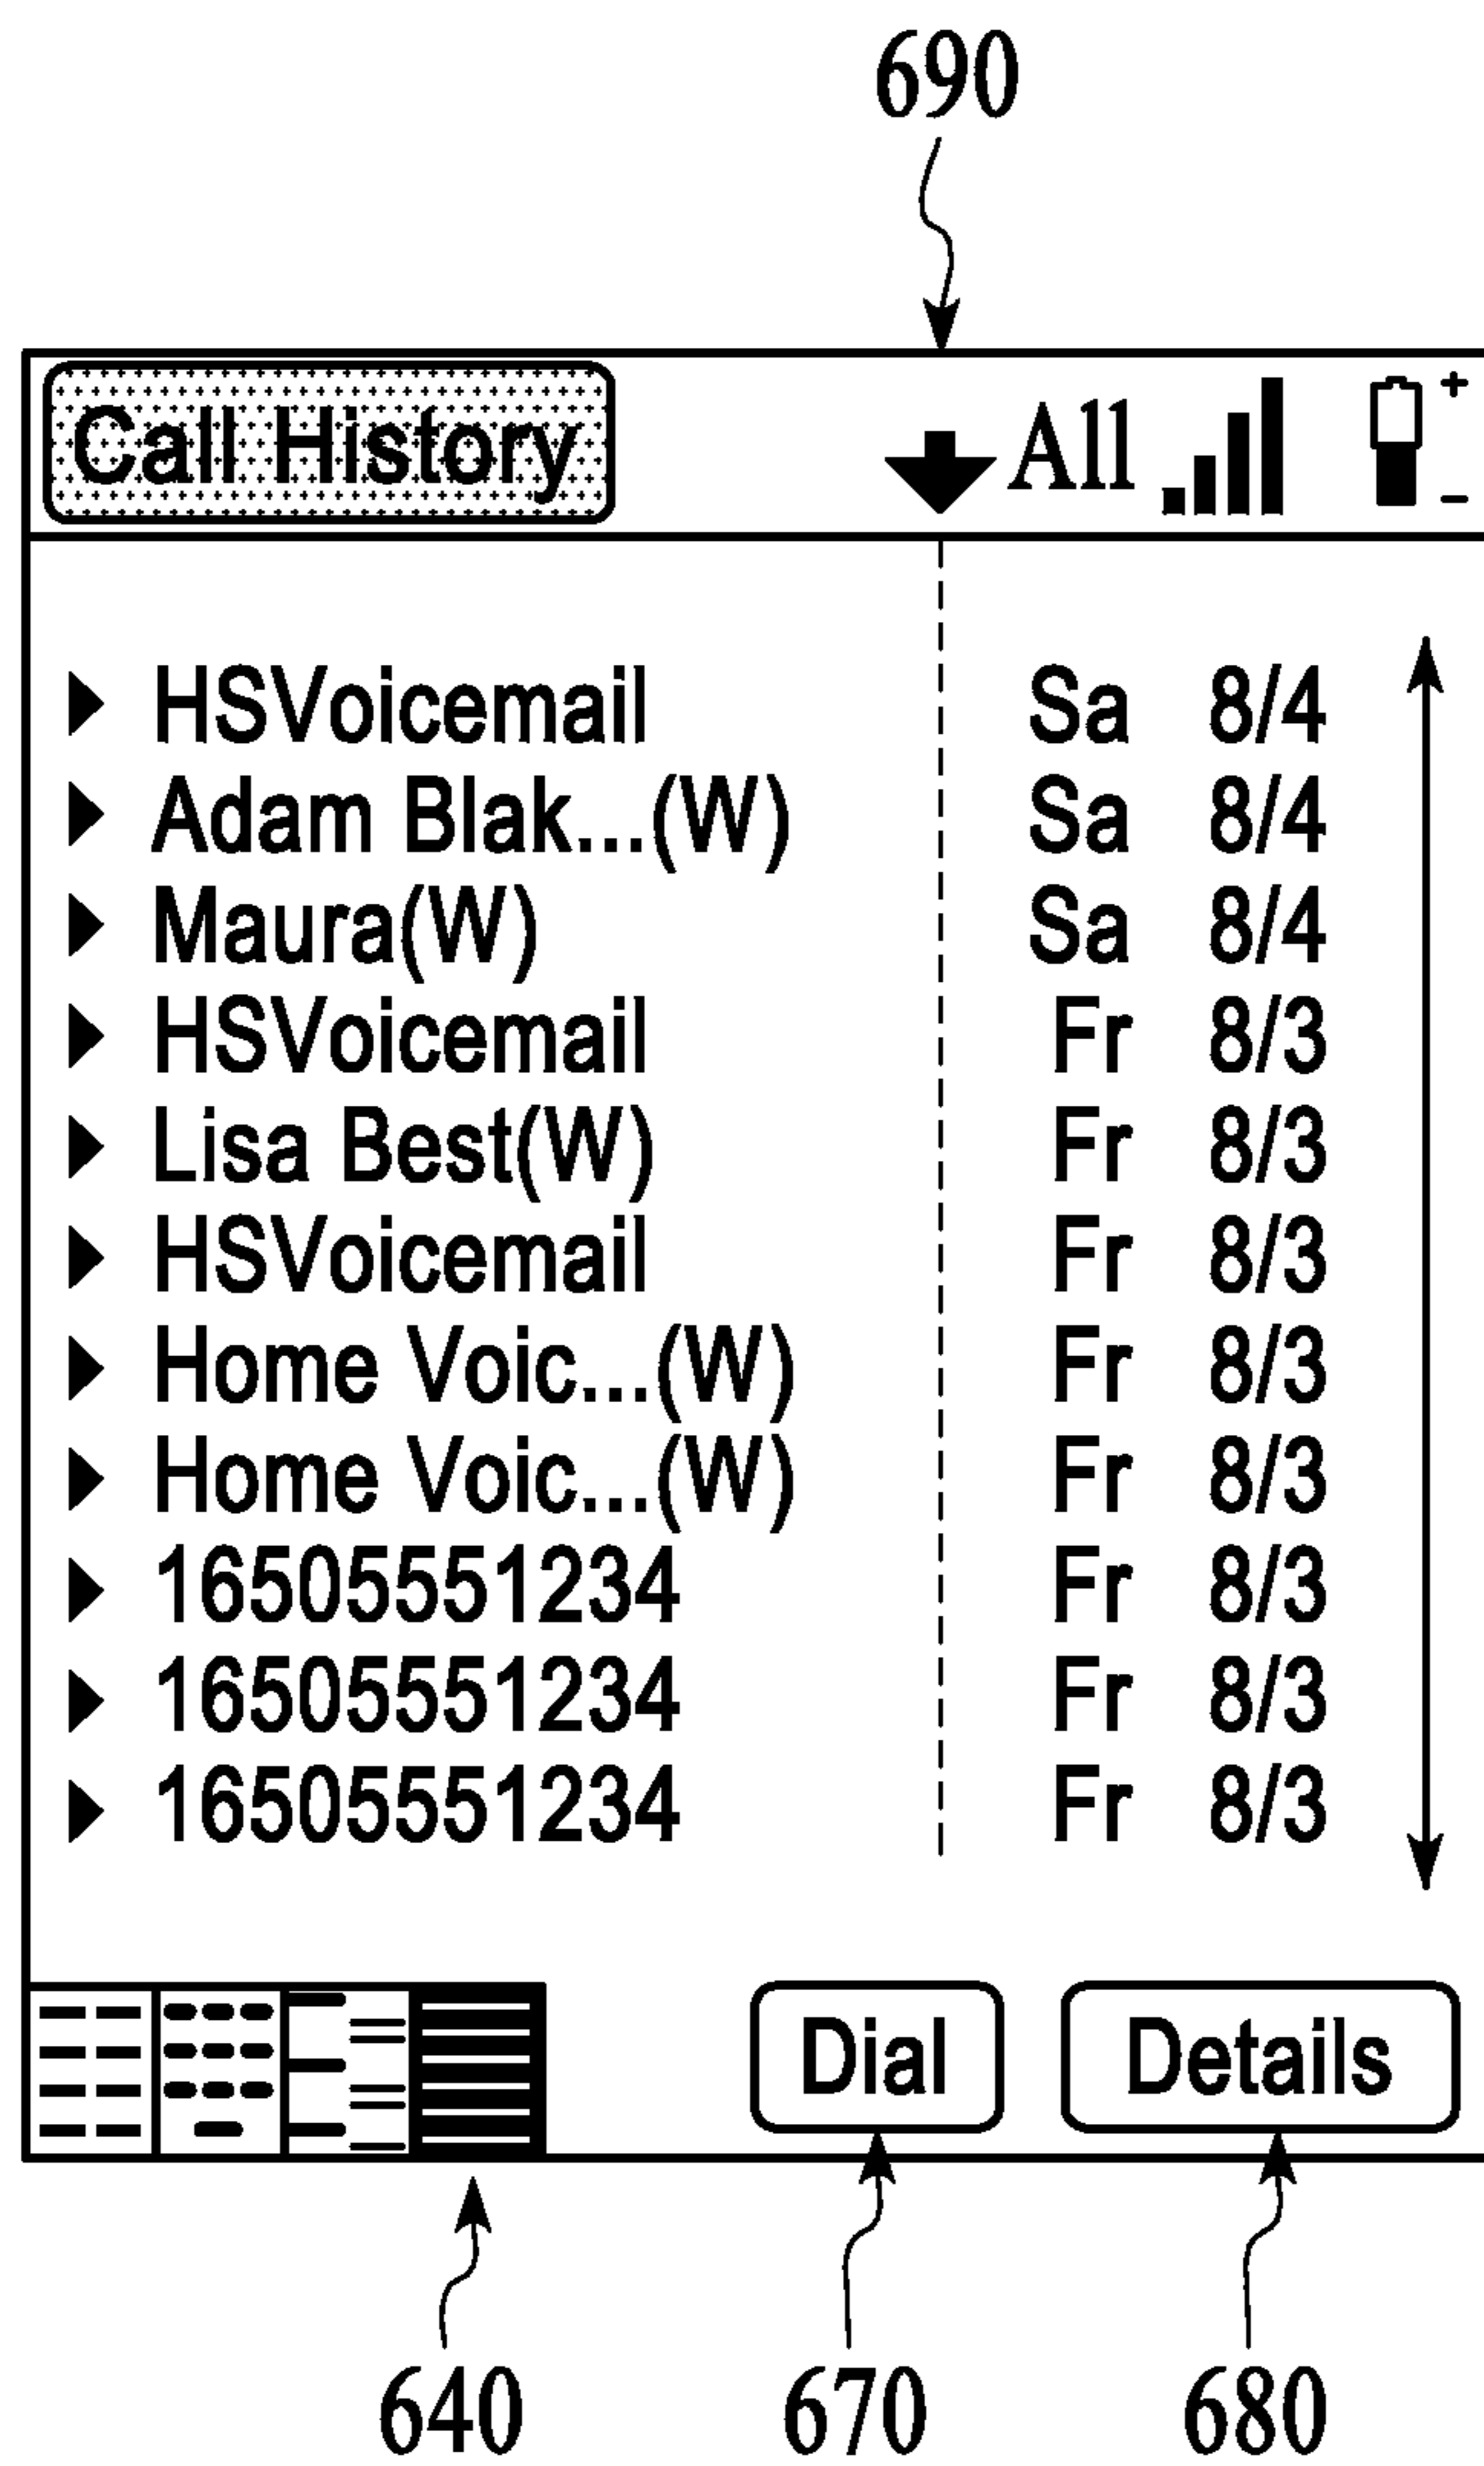 690
Call History All
HSVoicemail Sa 8/4
Adam Blak...(W) Sa 8/4
Maura(W) Sa 8/4
HSVoicemail Fr 8/3
Lisa Best(W) Fr 8/3
HSVoicemail Fr 8/3
Home Voic...(W) Fr 8/3
Home Voic...(W) Fr 8/3
16505551234 Fr 8/3
16505551234 Fr 8/3
16505551234 Fr 8/3
Dial Details
640 670 680